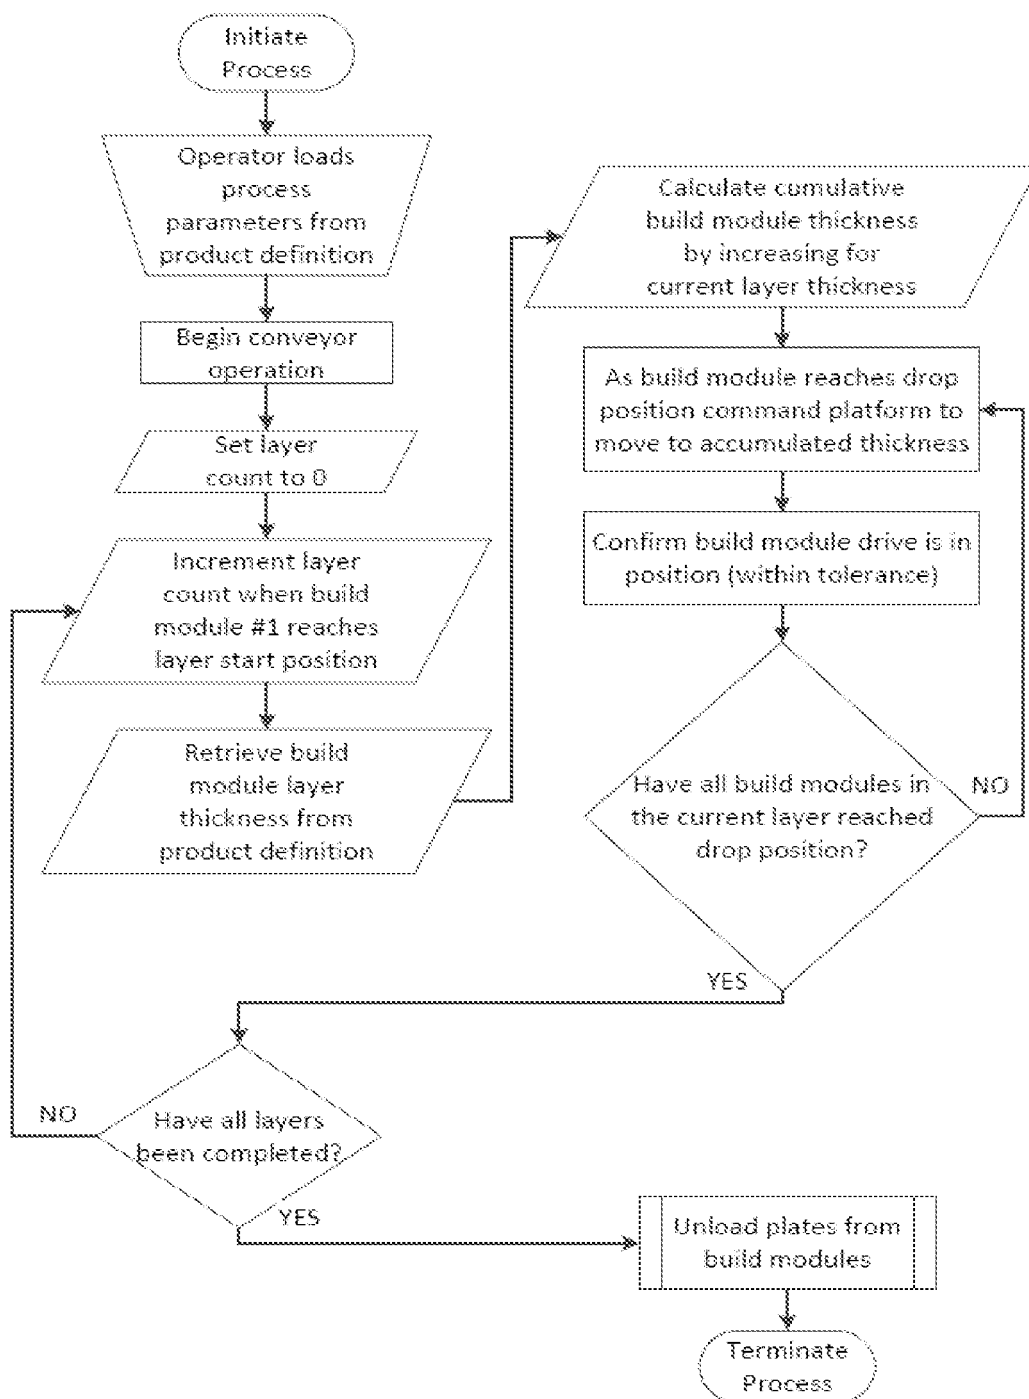 Initiate
Process
Operator loads
process
parameters from
product definition
Begin conveyor
operation
Set layer
count to 0
Increment layer
count when build
module #1 reaches
layer start position
Retrieve build
module layer
thickness from
product definition
Calculate cumulative
build module thickness
by increasing for
current layer thickness
As build module reaches drop
position command platform to
move to accumulated thickness
Confirm build module drive is in
position (within tolerance)
Have all build modules in
the current layer reached
drop position?
NO
YES
Have all layers
been completed?
NO
YES
Unload plates from
build modules
Terminate
Process